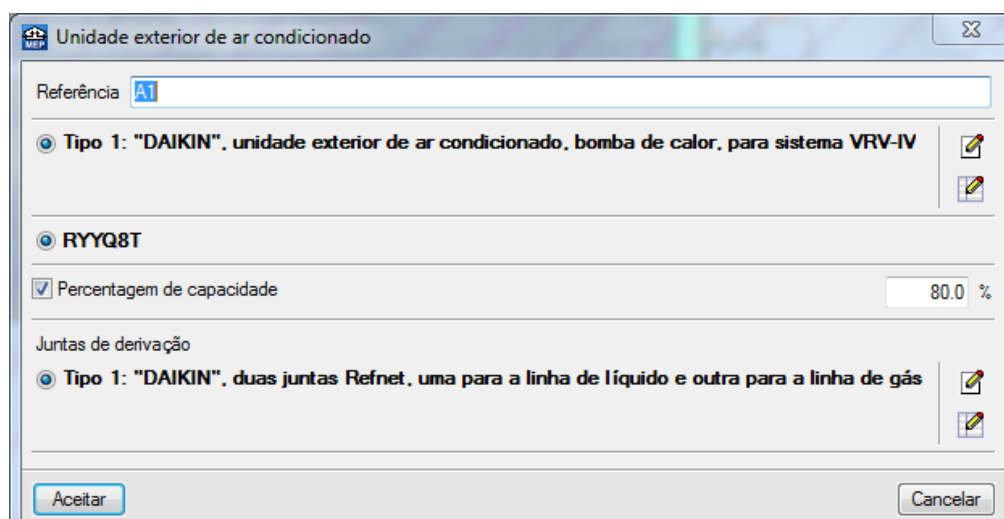 MEP Unidade exterior de ar condicionado
Referência A1
Tipo 1: "DAIKIN", unidade exterior de ar condicionado, bomba de calor, para sistema VRV-IV
RYYQ8T
Percentagem de capacidade 80.0 %
Juntas de derivação
Tipo 1: "DAIKIN", duas juntas Refnet, uma para a linha de líquido e outra para a linha de gás
Aceitar Cancelar